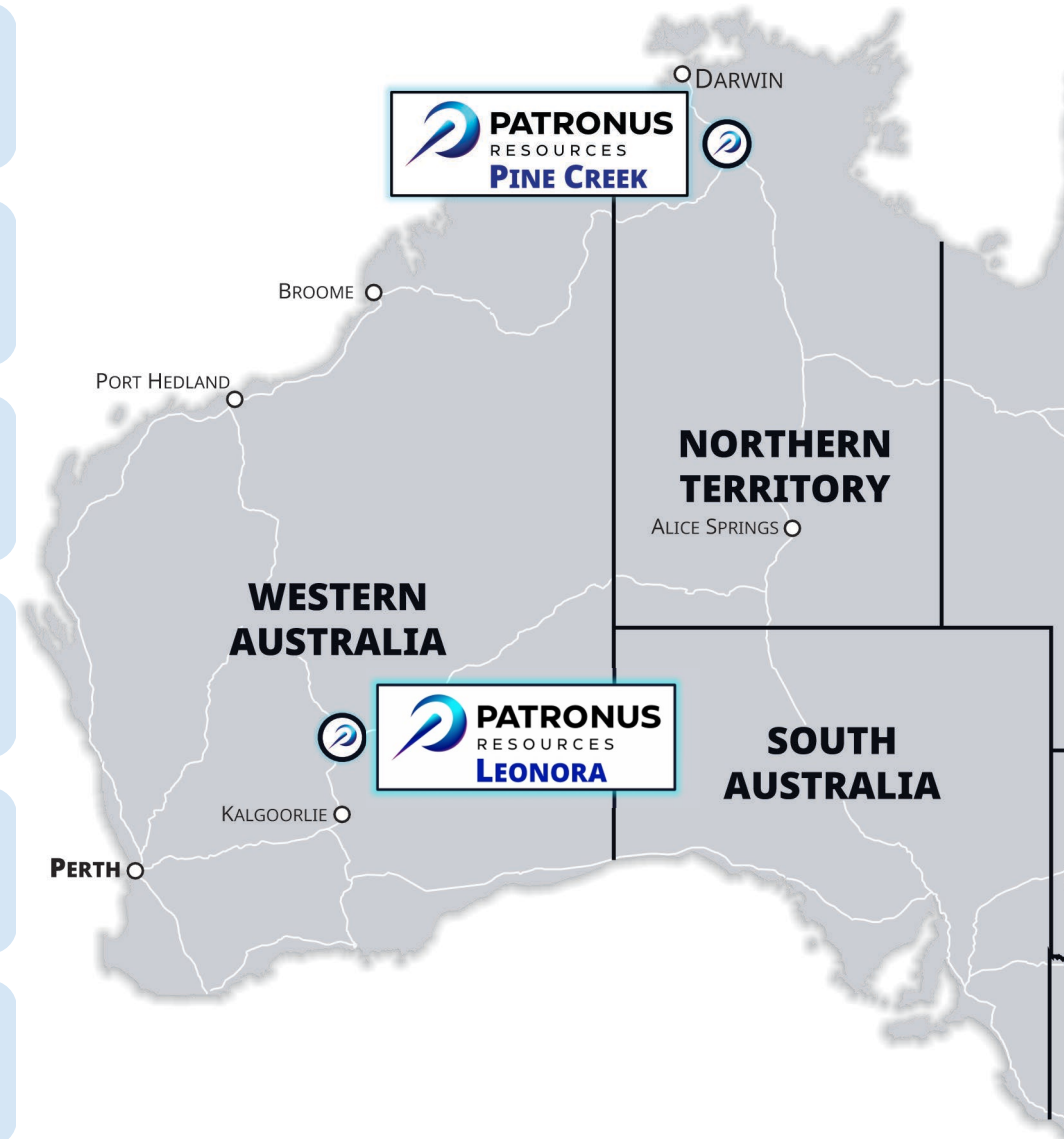 DARWIN
PATRONUS
RESOURCES
PINE CREEK
BROOME
PORT HEDLAND
NORTHERN
TERRITORY
ALICE SPRINGS
WESTERN
AUSTRALIA
PATRONUS
RESOURCES
LEONORA
SOUTH
AUSTRALIA
KALGOORLIE
PERTH